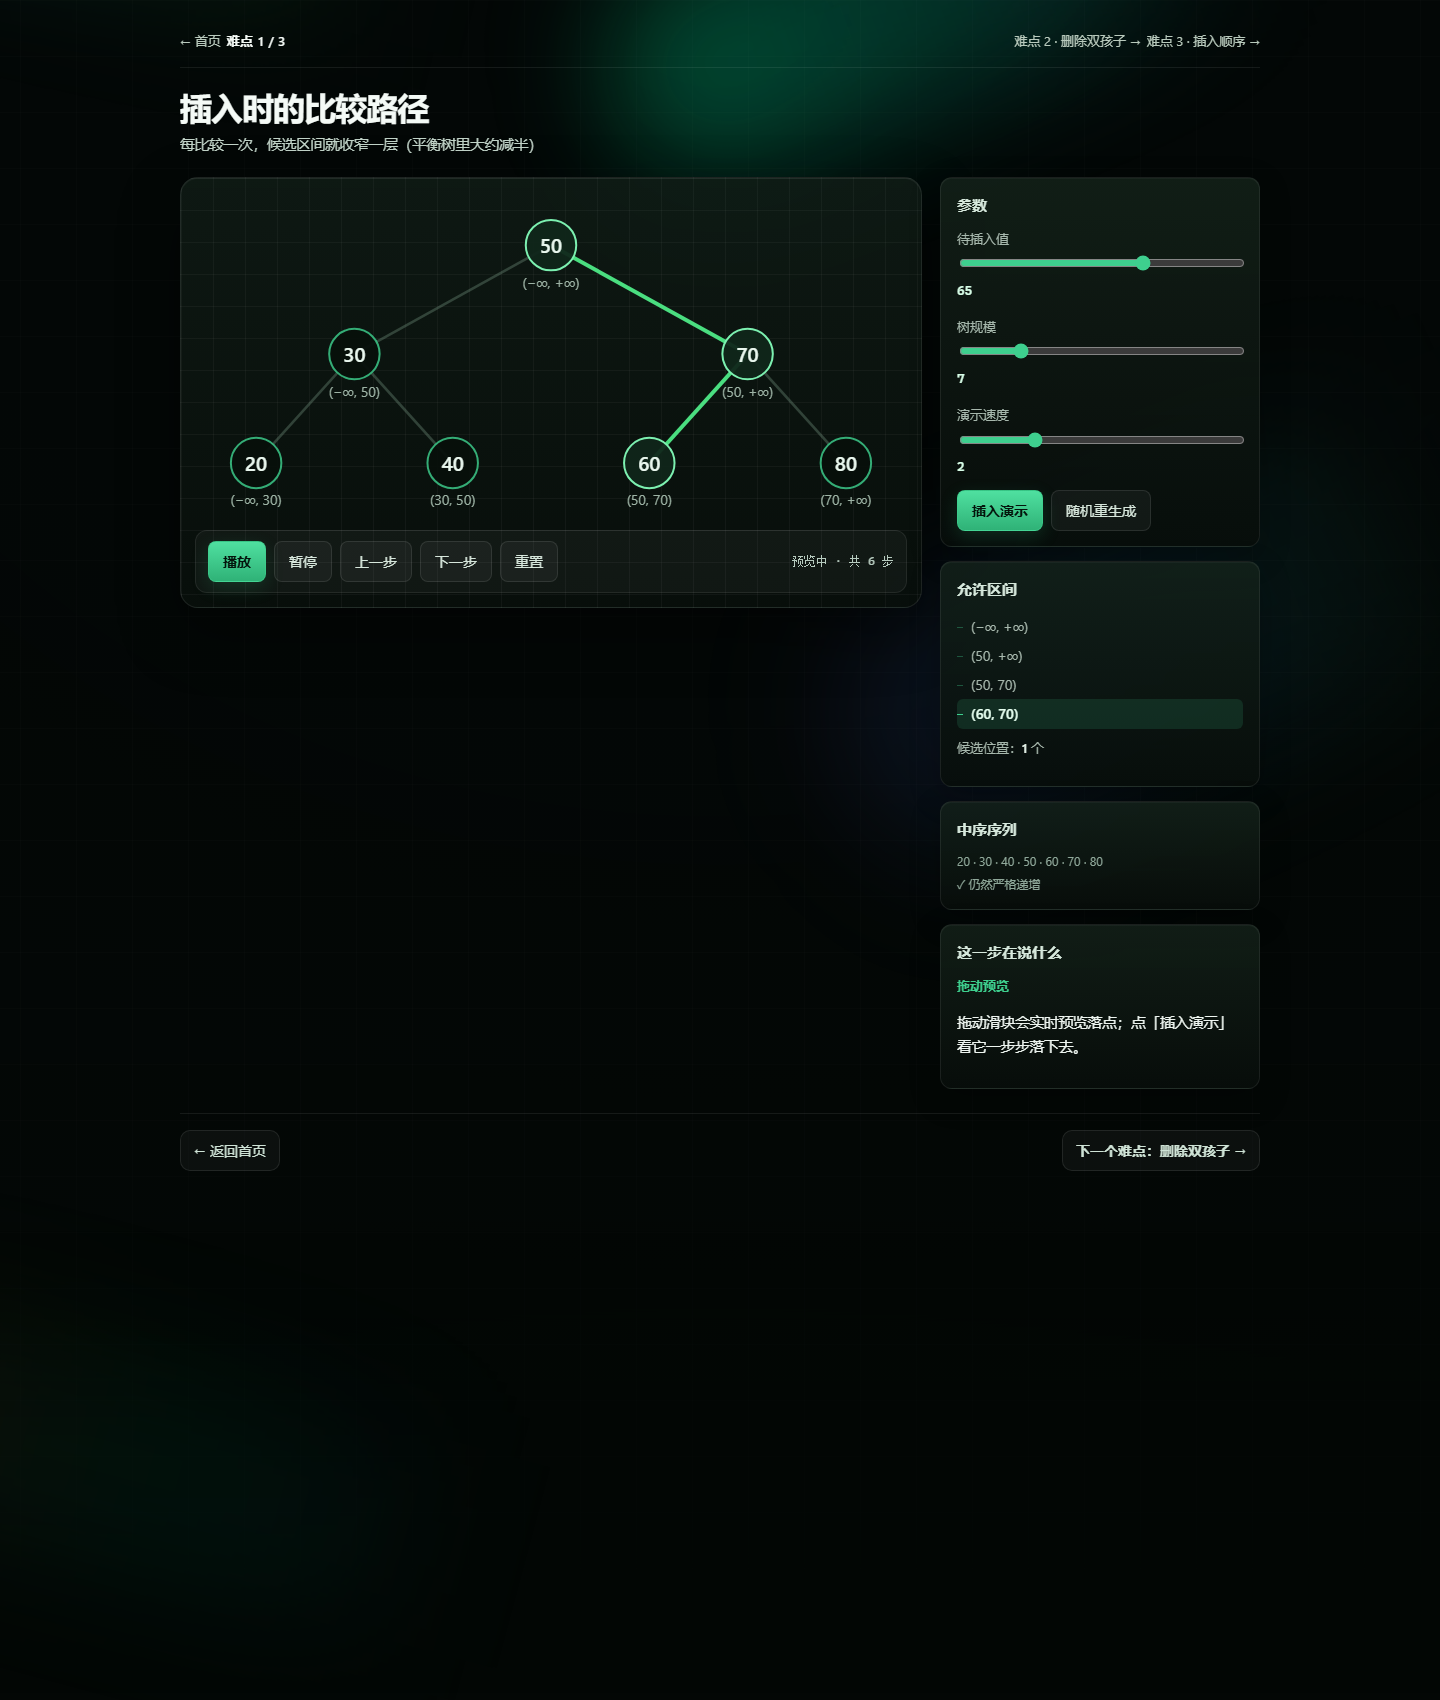 ← 首页 难点 1 / 3
难点 2 · 删除双孩子 → 难点 3 · 插入顺序 →
插入时的比较路径
每比较一次，候选区间就收窄一层（平衡树里大约减半）
50
(−∞, +∞)
30
70
(−∞, 50)
(50, +∞)
20
40
60
80
(−∞, 30)
(30, 50)
(50, 70)
(70, +∞)
播放
暂停
上一步
下一步
重置
预览中 · 共 6 步
参数
待插入值
65
树规模
7
演示速度
2
插入演示
随机重生成
允许区间
– (−∞, +∞)
– (50, +∞)
– (50, 70)
– (60, 70)
候选位置：1 个
中序序列
20 · 30 · 40 · 50 · 60 · 70 · 80
✓ 仍然严格递增
这一步在说什么
拖动预览
拖动滑块会实时预览落点；点「插入演示」
看它一步步落下去。
← 返回首页
下一个难点：删除双孩子 →